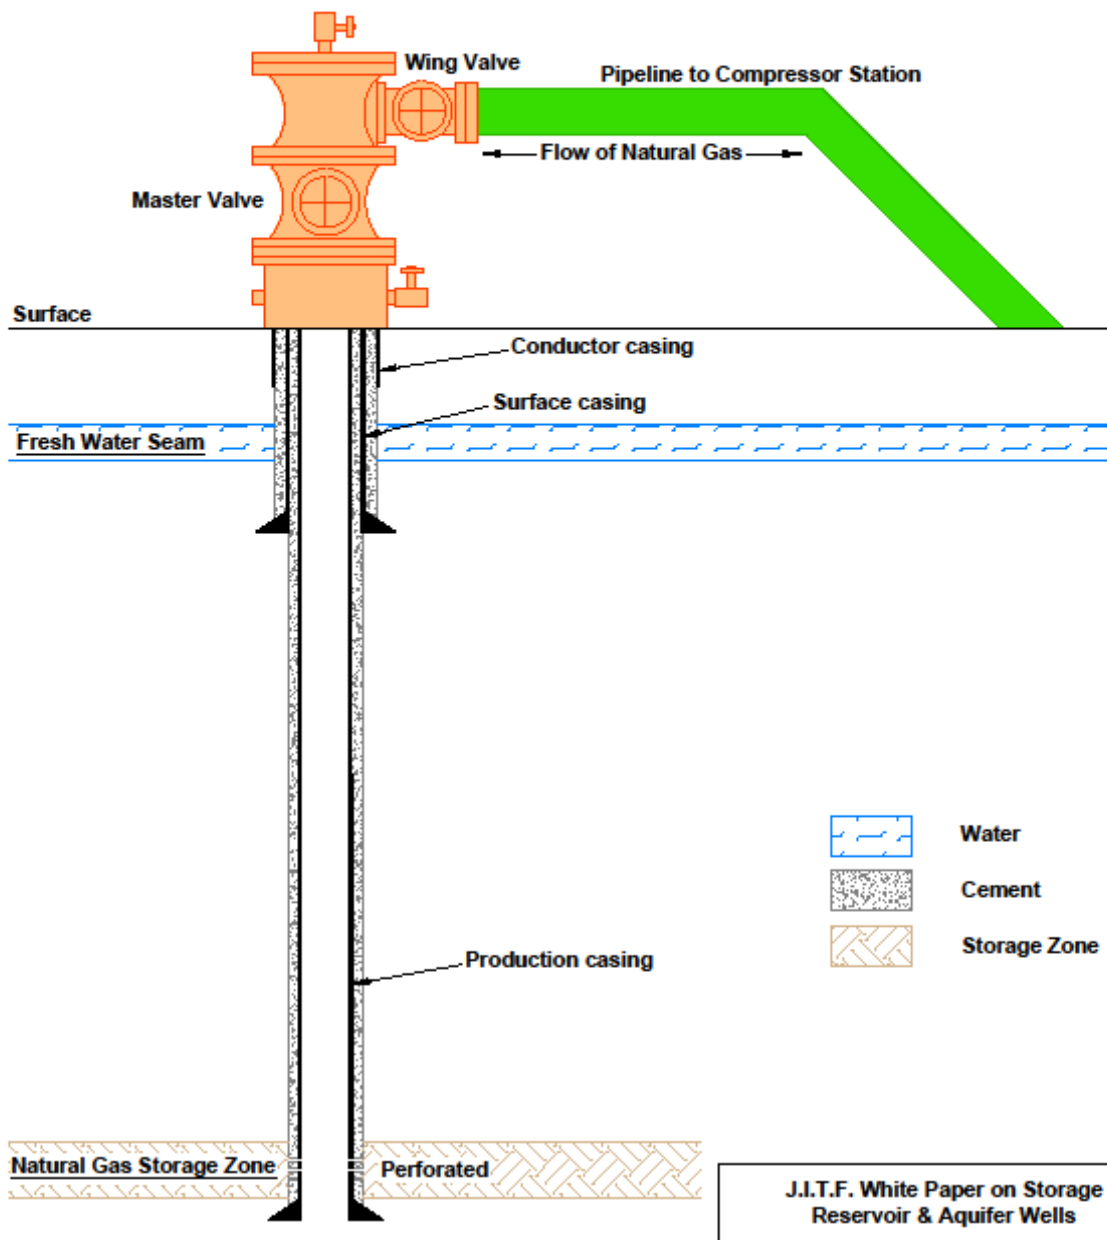 Wing Valve
Pipeline to Compressor Station
Flow of Natural Gas
Master Valve
Surface
Conductor casing
Surface casing
Fresh Water Seam
Water
Cement
Storage Zone
Production casing
Natural Gas Storage Zone
Perforated
J.I.T.F. White Paper on Storage
Reservoir & Aquifer Wells